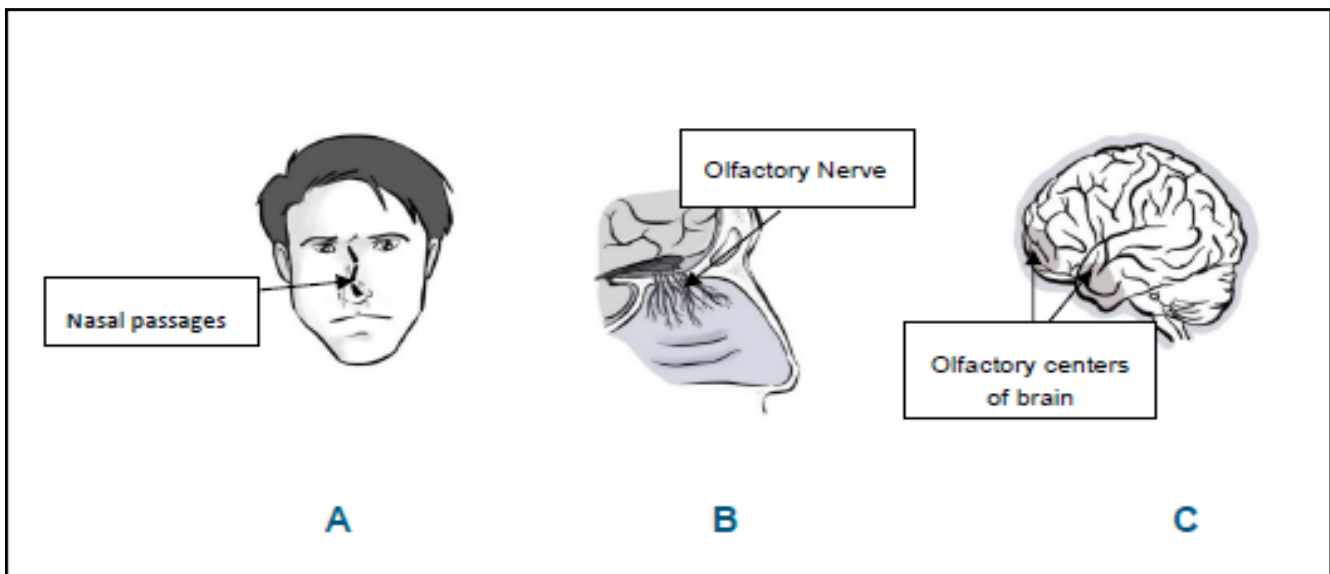 Olfactory Nerve
Nasal passages
Olfactory centers
of brain
A
B
C